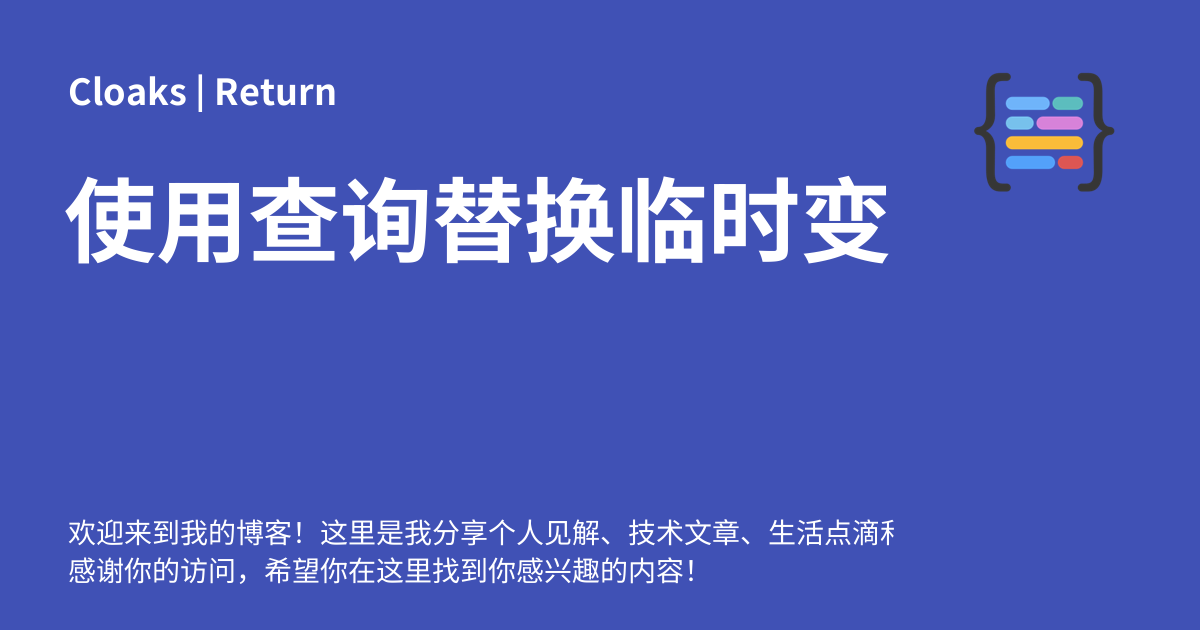 Cloaks | Return
使用查询替换临时变
欢迎来到我的博客！这里是我分享个人见解、技术文章、生活点滴
感谢你的访问，希望你在这里找到你感兴趣的内容！